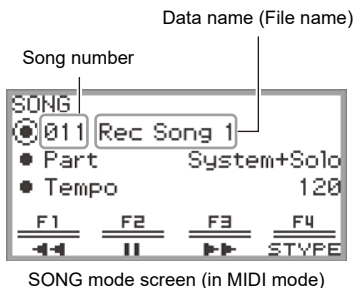 Data name (File name)
Song number
SONG
011 Rec Song 1
Part System+Solo
Tempo 120
F1 F2 F3 F4
STYPE
SONG mode screen (in MIDI mode)